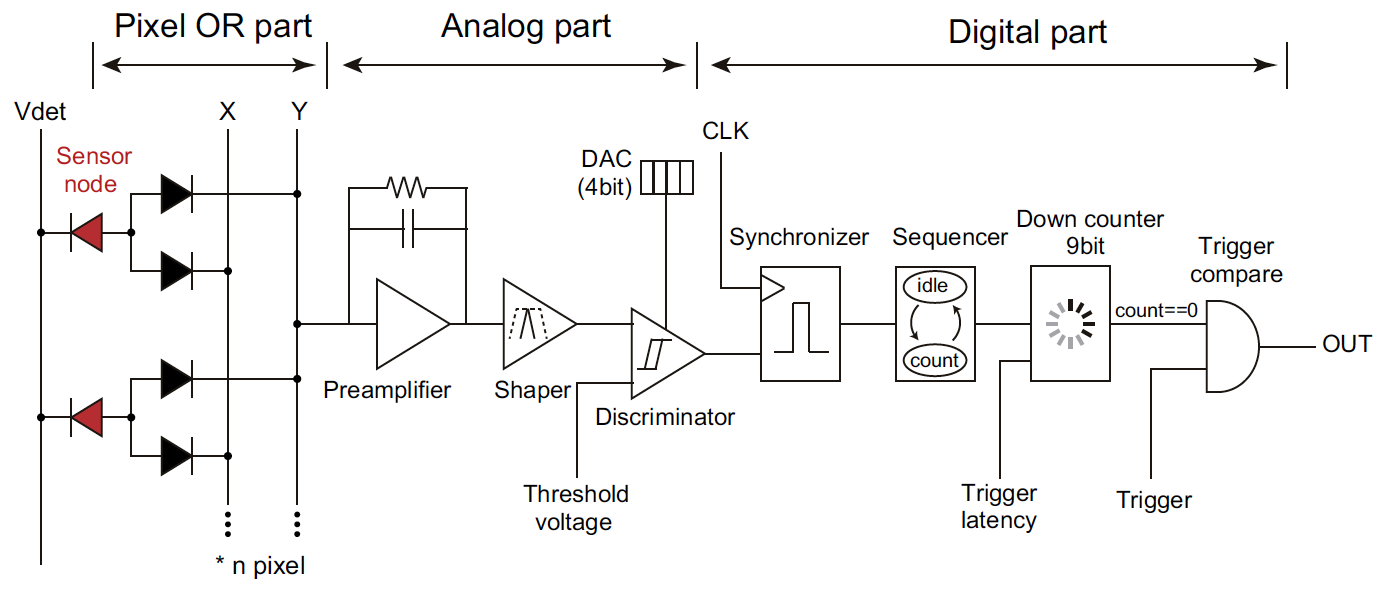 Pixel OR part
Analog part
Digital part
Vdet
X
Y
Sensor
node
* n pixel
Preamplifier
Shaper
DAC
(4bit)
Discriminator
Threshold
voltage
CLK
Synchronizer
Sequencer
idle
count
Down counter
9bit
count==0
Trigger
latency
Trigger
compare
Trigger
OUT